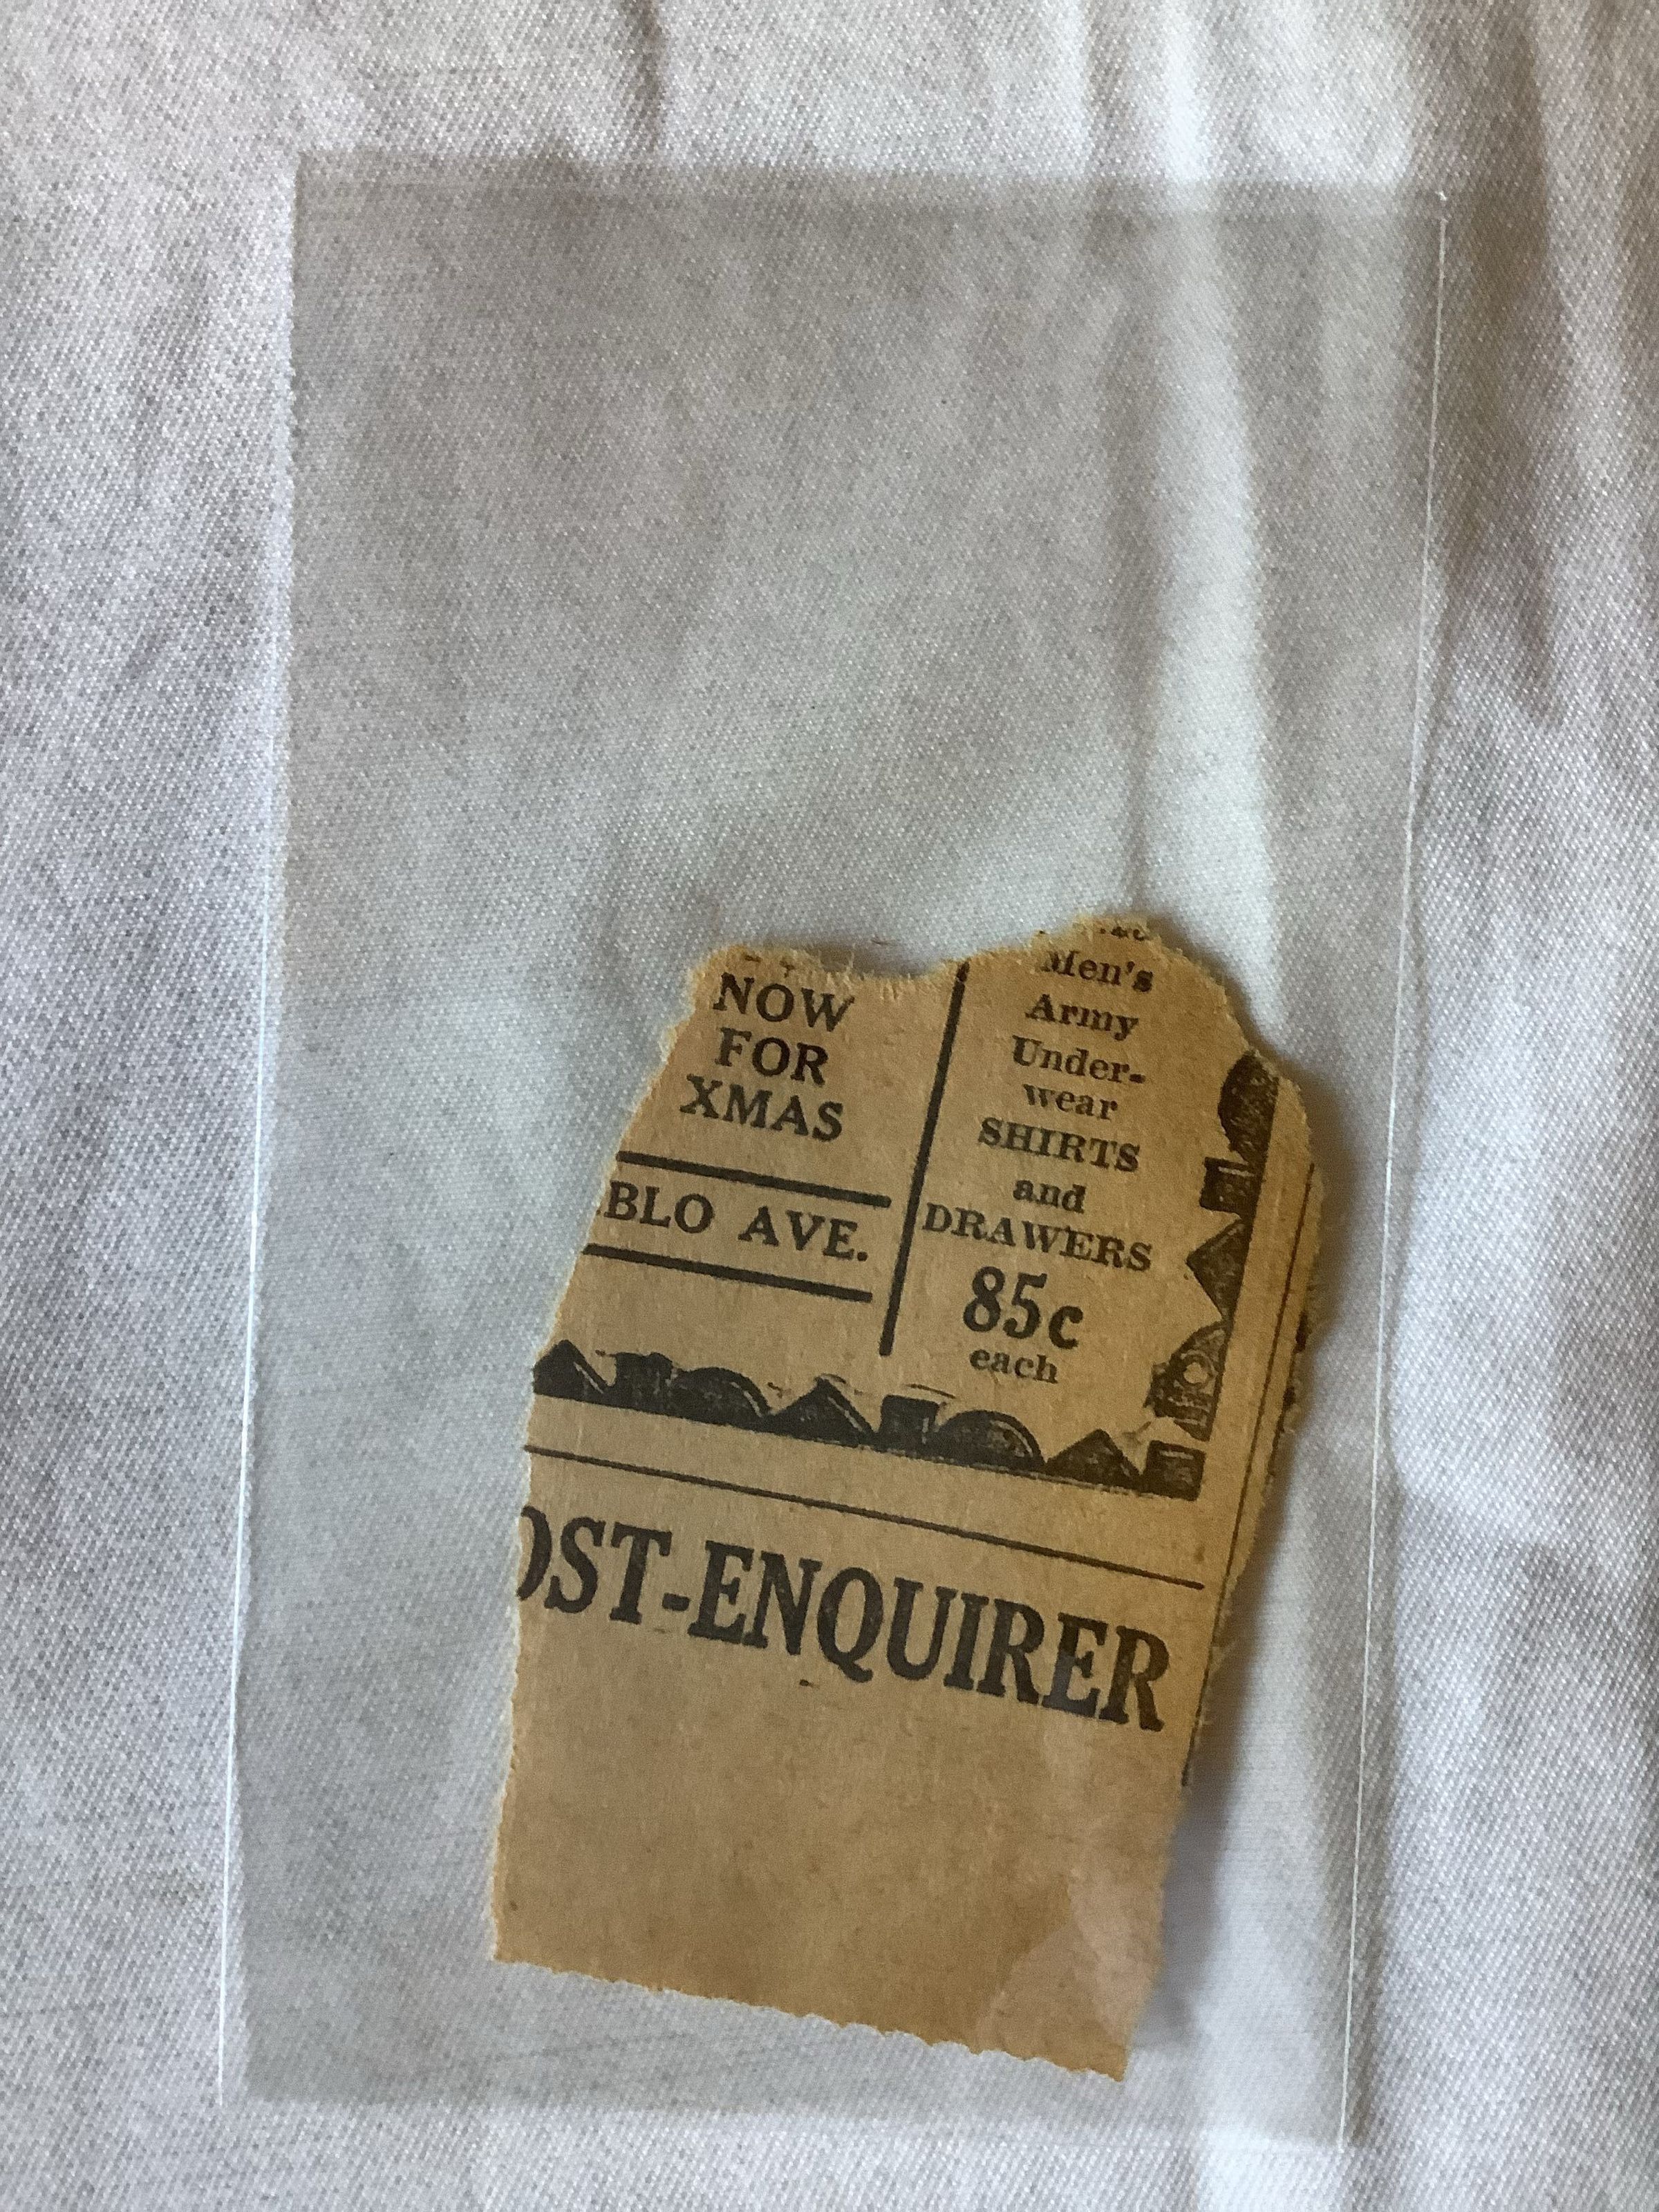 NOW
FOR
XMAS
BLO AVE.
Men's
Army
Under-
wear
SHIRTS
and
DRAWERS
85c
each
OST-ENQUIRER